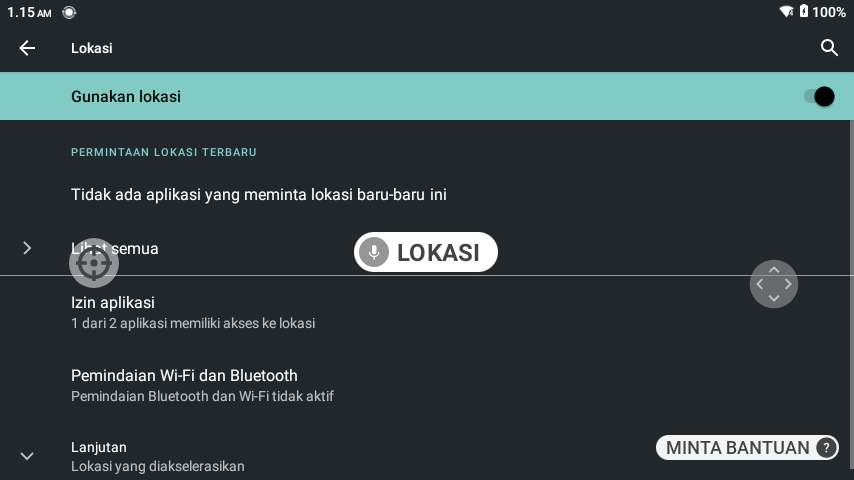 1.15 AM
100%
Lokasi
Gunakan lokasi
PERMINTAAN LOKASI TERBARU
Tidak ada aplikasi yang meminta lokasi baru-baru ini
Lihat semua
LOKASI
Izin aplikasi
1 dari 2 aplikasi memiliki akses ke lokasi
Pemindaian Wi-Fi dan Bluetooth
Pemindaian Bluetooth dan Wi-Fi tidak aktif
MINTA BANTUAN ?
Lanjutan
Lokasi yang diakselerasikan